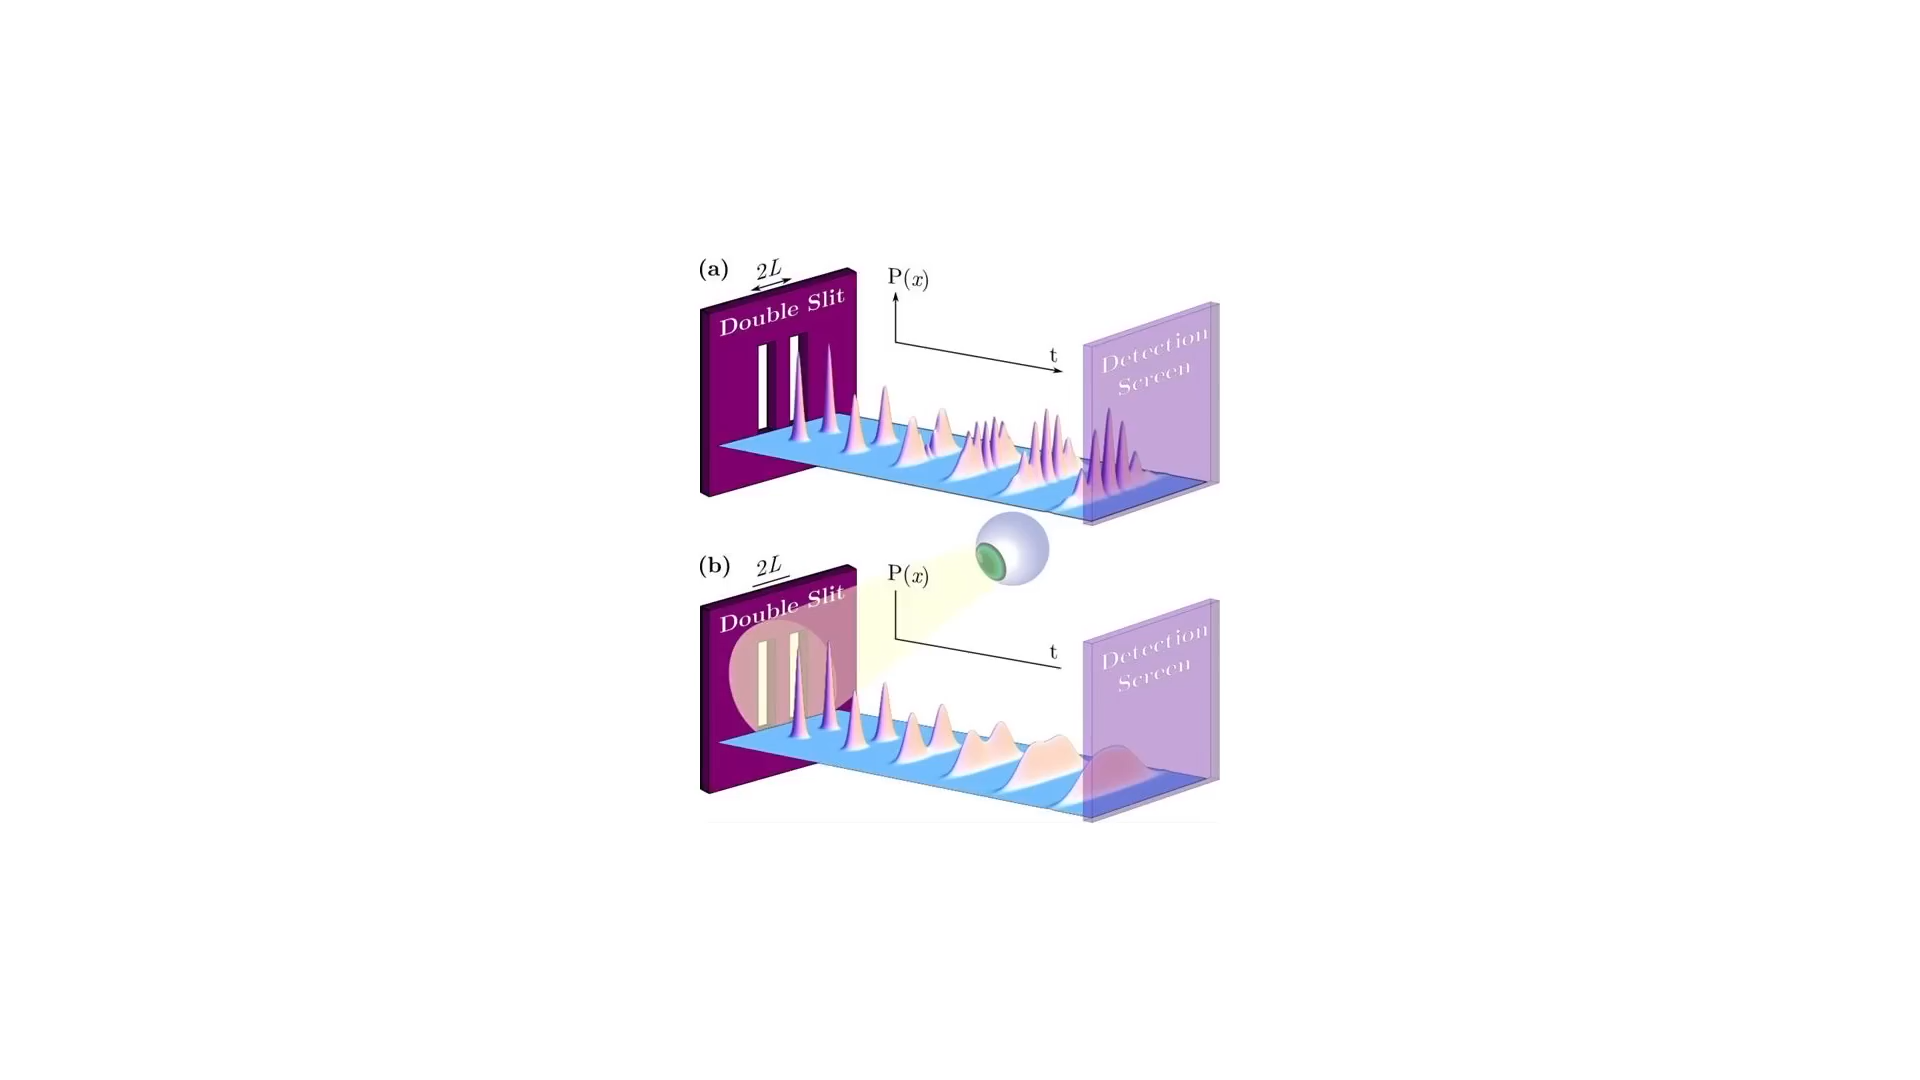 (a)
2L
Double Slit
P(x)
t
Detection
Screen
(b)
2L
Double Slit
P(x)
t
Detection
Screen